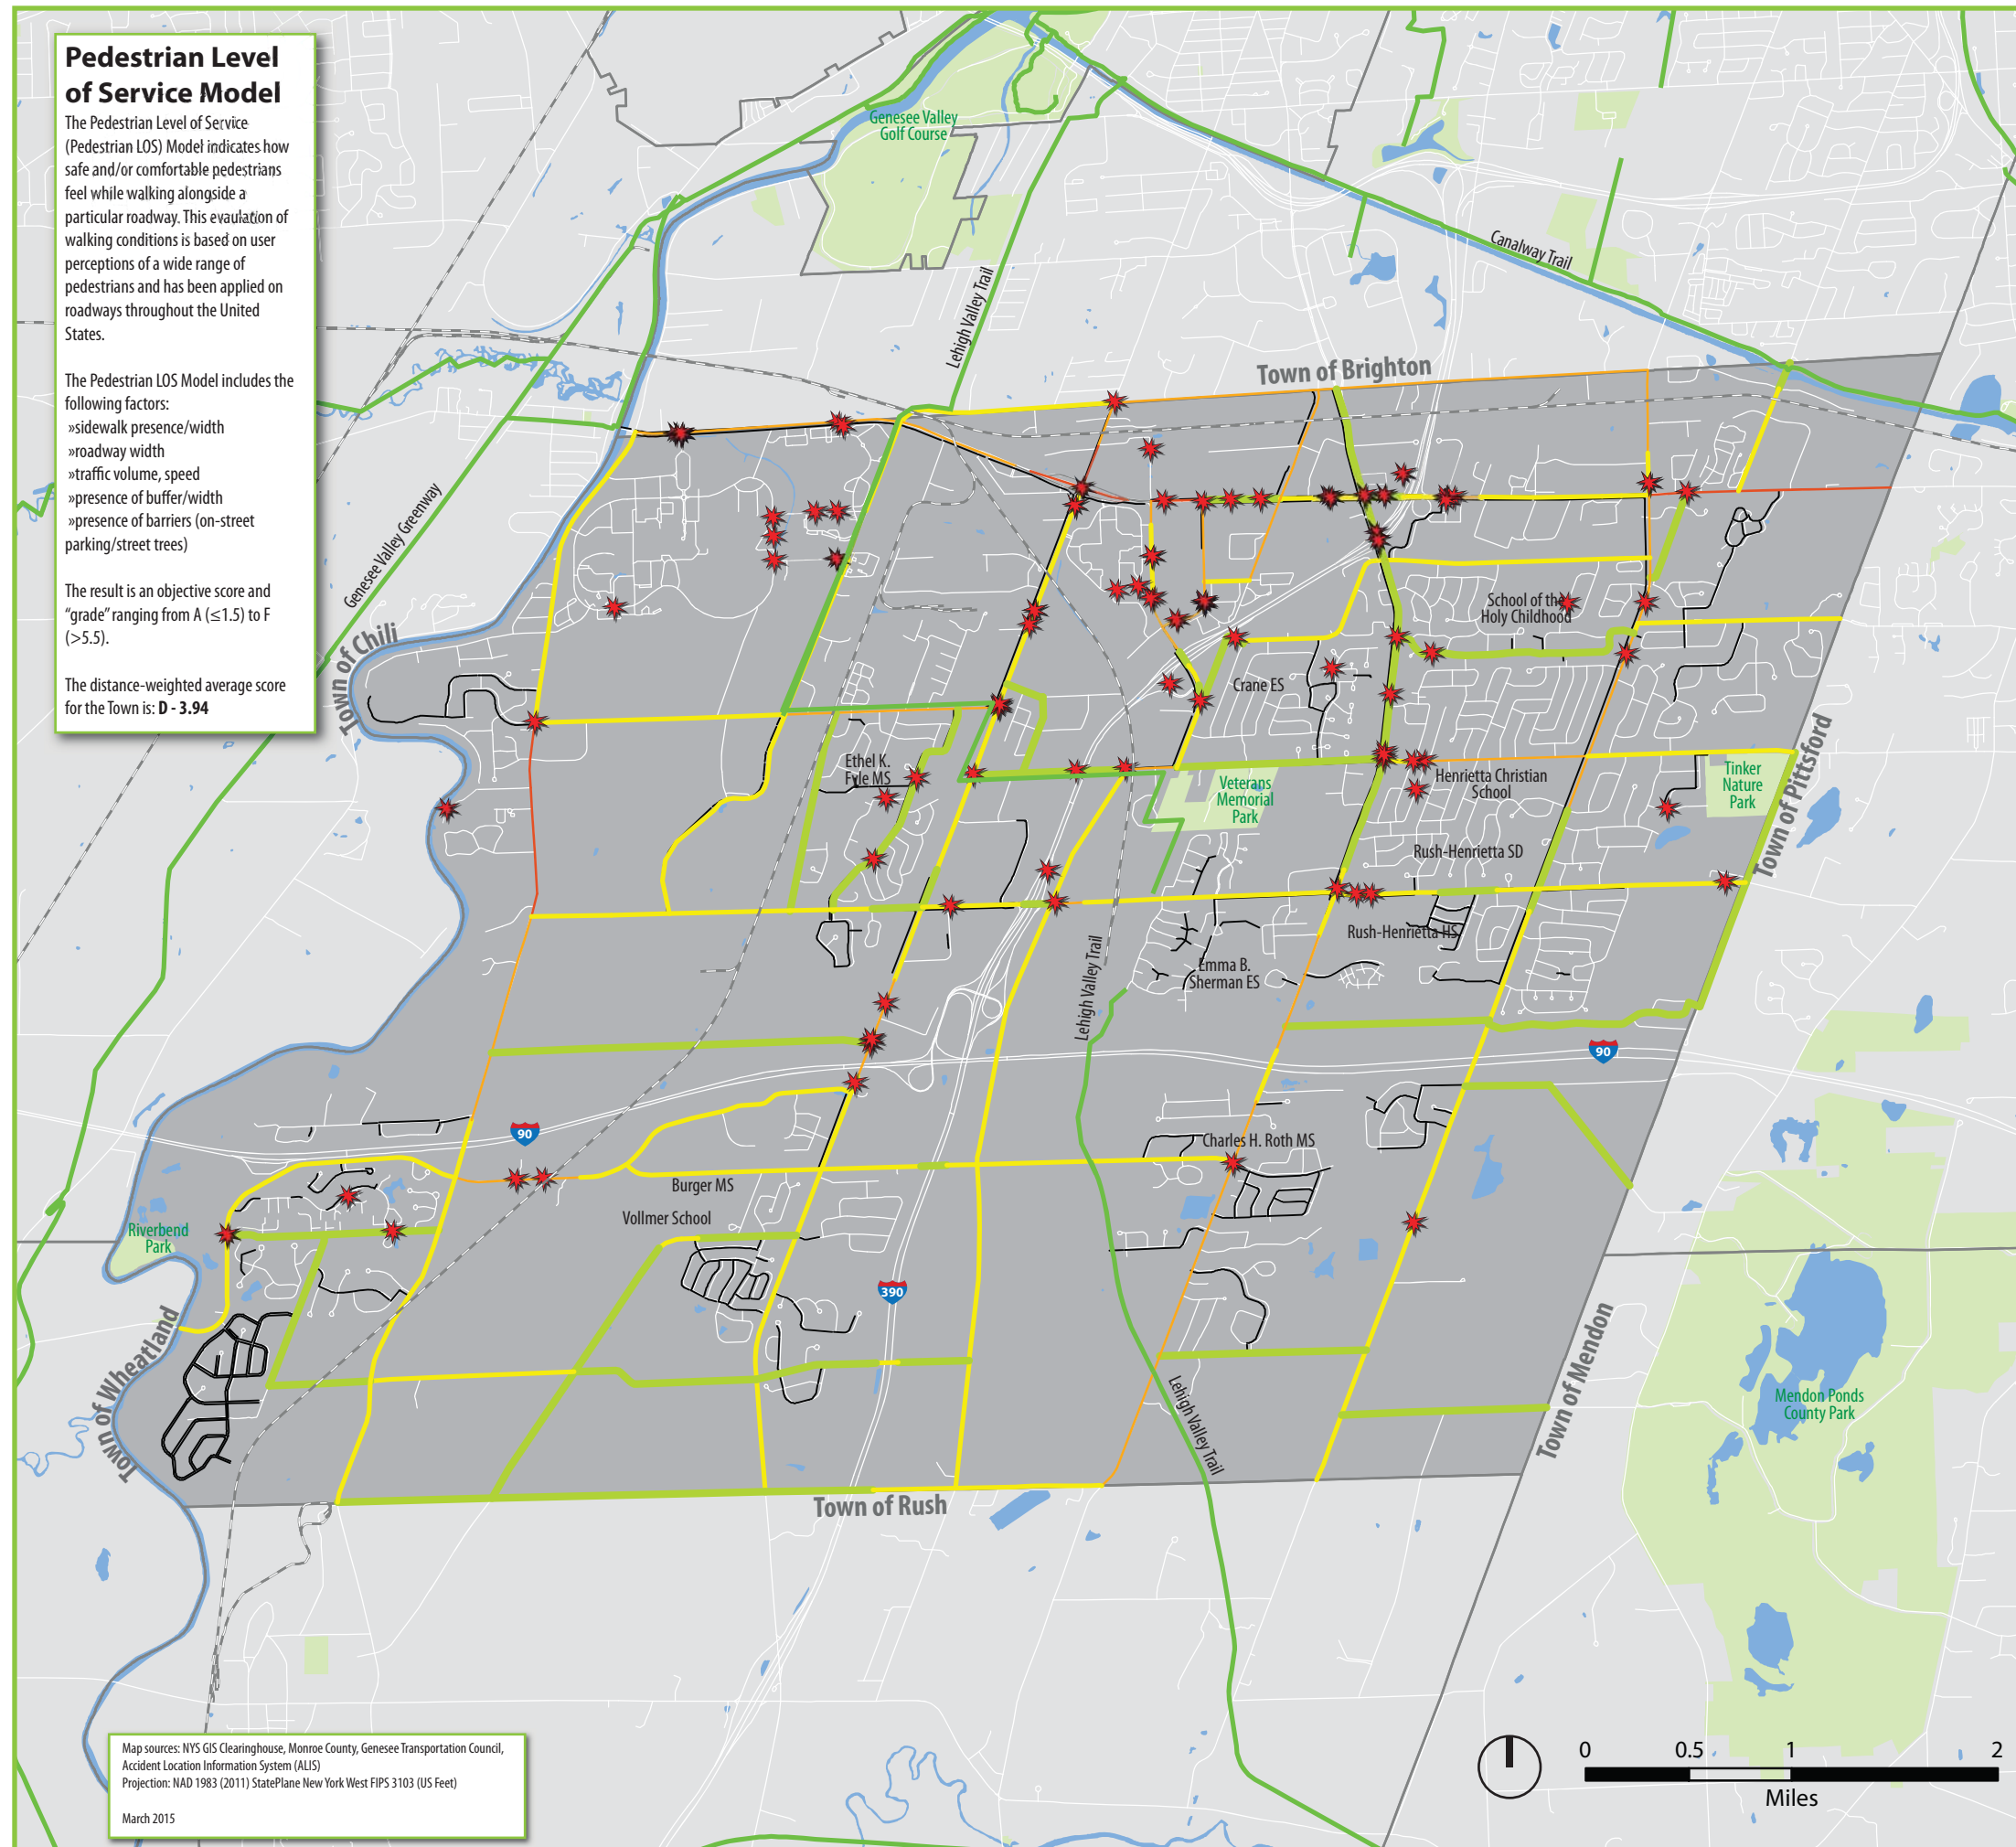 Pedestrian Level
of Service Model
The Pedestrian Level of Service
(Pedestrian LOS) Model indicates how
safe and/or comfortable pedestrians
feel while walking alongside a
particular roadway. This evaulation of
walking conditions is based on user
perceptions of a wide range of
pedestrians and has been applied on
roadways throughout the United
States.
The Pedestrian LOS Model includes the
following factors:
»sidewalk presence/width
»roadway width
»traffic volume, speed
»presence of buffer/width
»presence of barriers (on-street
parking/street trees)
The result is an objective score and
“grade” ranging from A (≤1.5) to F
(>5.5).
The distance-weighted average score
for the Town is: D - 3.94
Genesee Valley
Golf Course
Canalway Trail
Lehigh Valley Trail
Town of Brighton
Genesee Valley Greenway
Town of Chili
School of the
Holy Childhood
Crane ES
Ethel K.
Fyle MS
Henrietta Christian
School
Veterans
Memorial
Park
Tinker
Nature
Park
Town of Pittsford
Rush-Henrietta SD
Rush-Henrietta HS
Emma B.
Sherman ES
Lehigh Valley Trail
90
90
Charles H. Roth MS
Burger MS
Vollmer School
Riverbend
Park
390
Town of Wheatland
Town of Mendon
Mendon Ponds
County Park
Lehigh Valley Trail
Town of Rush
Map sources: NYS GIS Clearinghouse, Monroe County, Genesee Transportation Council,
Accident Location Information System (ALIS)
Projection: NAD 1983 (2011) StatePlane New York West FIPS 3103 (US Feet)
March 2015
0 0.5 1 2
Miles